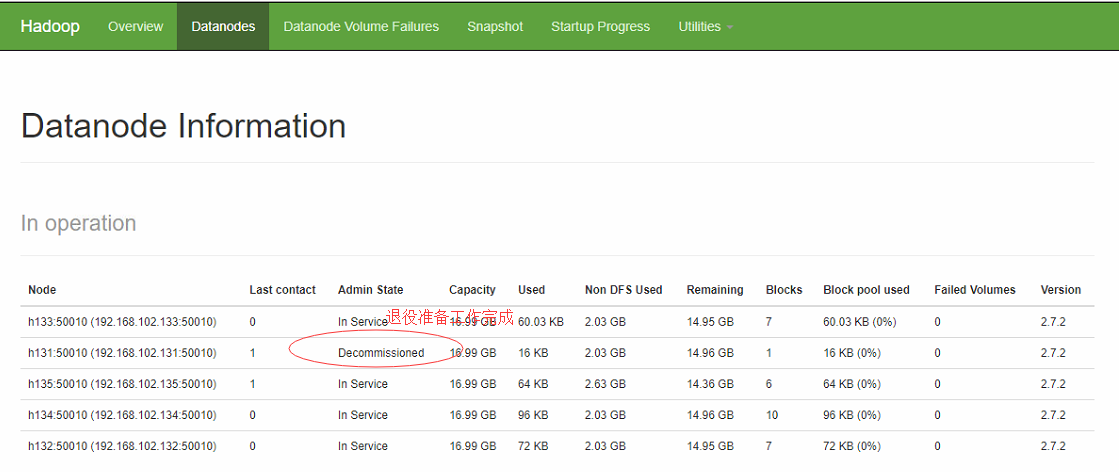 Hadoop Overview Datanodes Datanode Volume Failures Snapshot Startup Progress Utilities
Datanode Information
In operation
Node Last contact Admin State Capacity Used Non DFS Used Remaining Blocks Block pool used Failed Volumes Version
退役准备工作完成
h133:50010 (192.168.102.133:50010) 0 In Service 16.99 GB 60.03 KB 2.03 GB 14.95 GB 7 60.03 KB (0%) 0 2.7.2
h131:50010 (192.168.102.131:50010) 1 Decommissioned 16.99 GB 16 KB 2.03 GB 14.96 GB 1 16 KB (0%) 0 2.7.2
h135:50010 (192.168.102.135:50010) 1 In Service 16.99 GB 64 KB 2.63 GB 14.36 GB 6 64 KB (0%) 0 2.7.2
h134:50010 (192.168.102.134:50010) 0 In Service 16.99 GB 96 KB 2.03 GB 14.96 GB 10 96 KB (0%) 0 2.7.2
h132:50010 (192.168.102.132:50010) 0 In Service 16.99 GB 72 KB 2.03 GB 14.95 GB 7 72 KB (0%) 0 2.7.2